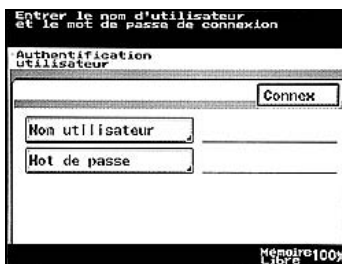 Entrer le nom d'utilisateur
et le mot de passe de connexion
Authentification
utilisateur
Connex
Nom utilisateur
Mot de passe
Mémoire 100%
Libre